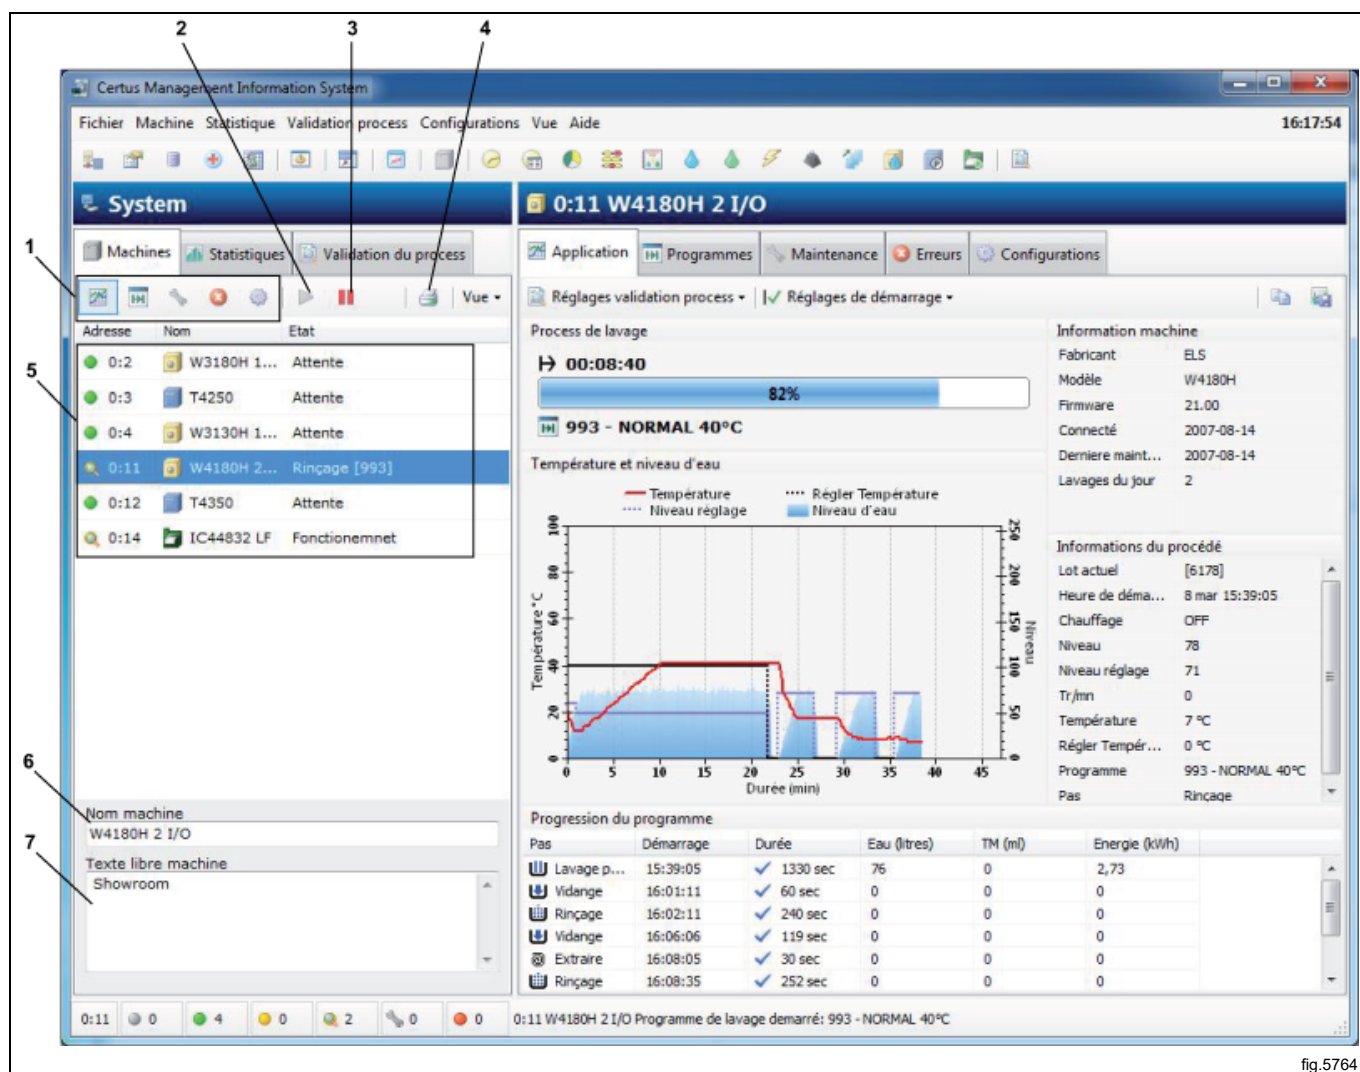 2 3 4
Certus Management Information System
Fichier Machine Statistique Validation process Configurations Vue Aide 16:17:54
System
0:11 W4180H 2 I/O
1
Machines Statistiques Validation du process
Application Programmes Maintenance Erreurs Configurations
Vue
Réglages validation process Réglages de démarrage
Adresse Nom Etat
5
0:2 W3180H 1... Attente
0:3 T4250 Attente
0:4 W3130H 1... Attente
0:11 W4180H 2... Rinçage [993]
0:12 T4350 Attente
0:14 IC44832 LF Fonctionemnet
Process de lavage
00:08:40
82%
993 - NORMAL 40°C
Température et niveau d'eau
Température Régler Température
Niveau réglage Niveau d'eau
Température °C
0 20 40 60 80 100
Niveau
0 50 100 150 200 250
0 5 10 15 20 25 30 35 40 45
Durée (min)
Information machine
Fabricant ELS
Modèle W4180H
Firmware 21.00
Connecté 2007-08-14
Derniere maint... 2007-08-14
Lavages du jour 2
Informations du procédé
Lot actuel [6178]
Heure de déma... 8 mar 15:39:05
Chauffage OFF
Niveau 78
Niveau réglage 71
Tr/mn 0
Température 7 °C
Régler Tempér... 0 °C
Programme 993 - NORMAL 40°C
Pas Rinçage
6
Nom machine
W4180H 2 I/O
7
Texte libre machine
Showroom
Progression du programme
Pas Démarrage Durée Eau (litres) TM (ml) Energie (kWh)
Lavage p... 15:39:05 1330 sec 76 0 2,73
Vidange 16:01:11 60 sec 0 0 0
Rinçage 16:02:11 240 sec 0 0 0
Vidange 16:06:06 119 sec 0 0 0
Extraire 16:08:05 30 sec 0 0 0
Rinçage 16:08:35 252 sec 0 0 0
0:11 0 4 0 2 0 0 0:11 W4180H 2 I/O Programme de lavage demarré: 993 - NORMAL 40°C
fig.5764